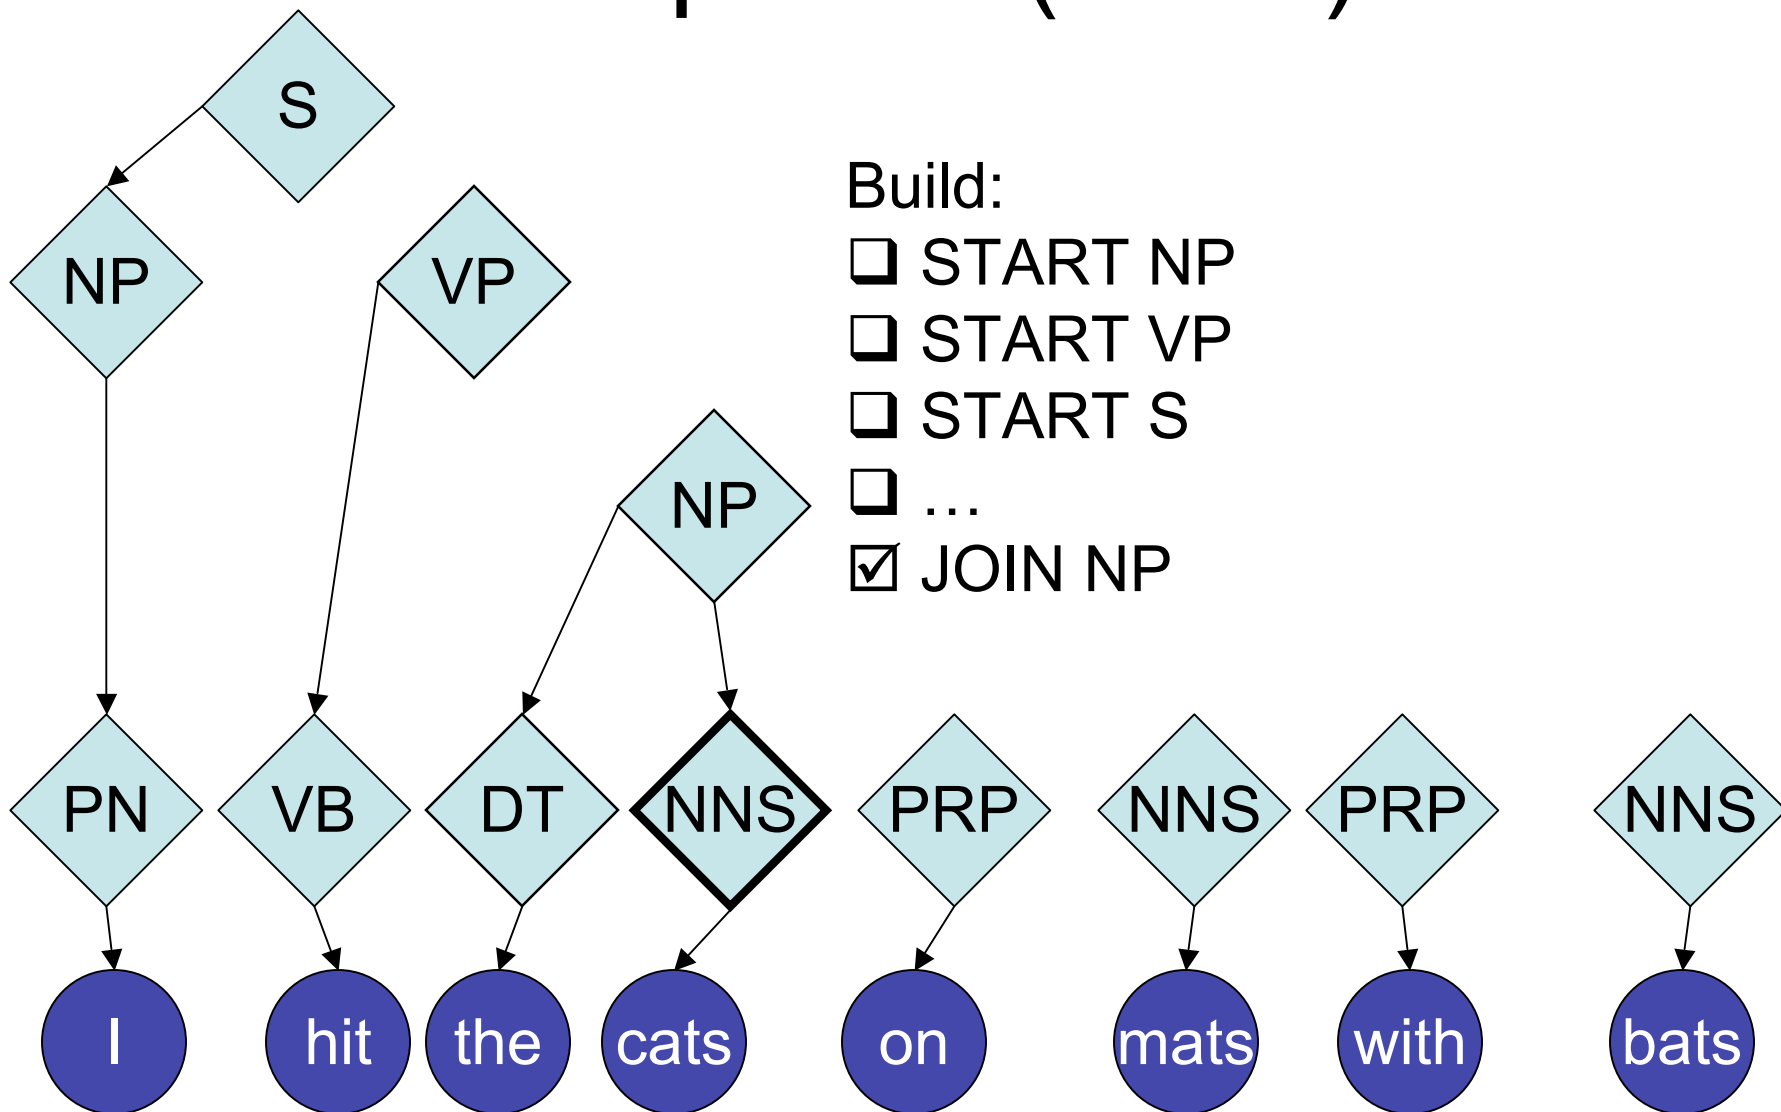 S
NP VP
Build:
❑ START NP
❑ START VP
❑ START S
❑ …
☑ JOIN NP
NP
PN VB DT NNS PRP NNS PRP NNS
I hit the cats on mats with bats